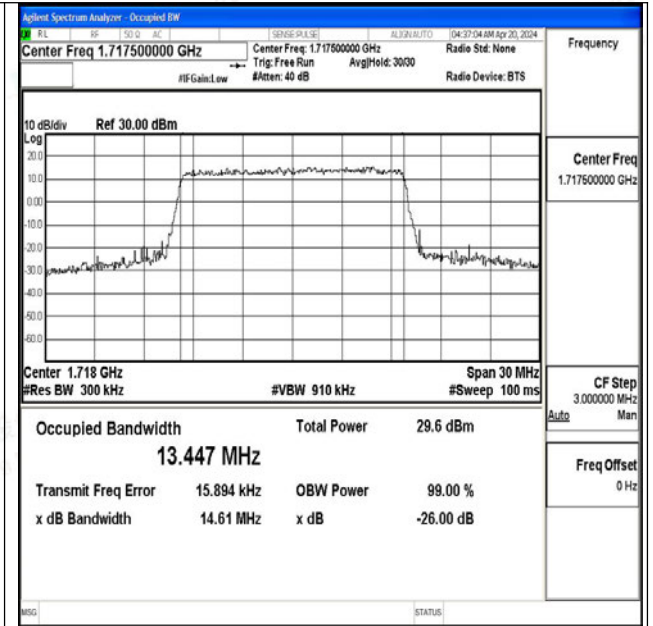 Agilent Spectrum Analyzer - Occupied BW
RL RF 50 Ω AC SENSE:PULSE ALIGN AUTO 04:37:04 AM Apr 20, 2024
Center Freq 1.717500000 GHz
Center Freq: 1.717500000 GHz
Radio Std: None
Trig: Free Run Avg|Hold: 30/30
#IFGain:Low #Atten: 40 dB Radio Device: BTS
Frequency
10 dB/div Ref 30.00 dBm
Log
20.0
10.0
0.00
-10.0
-20.0
-30.0
-40.0
-50.0
-60.0
Center 1.718 GHz Span 30 MHz
#Res BW 300 kHz #VBW 910 kHz #Sweep 100 ms
Occupied Bandwidth Total Power 29.6 dBm
13.447 MHz
Transmit Freq Error 15.894 kHz OBW Power 99.00 %
x dB Bandwidth 14.61 MHz x dB -26.00 dB
Center Freq
1.717500000 GHz
CF Step
3.000000 MHz
Auto Man
Freq Offset
0 Hz
MSG STATUS